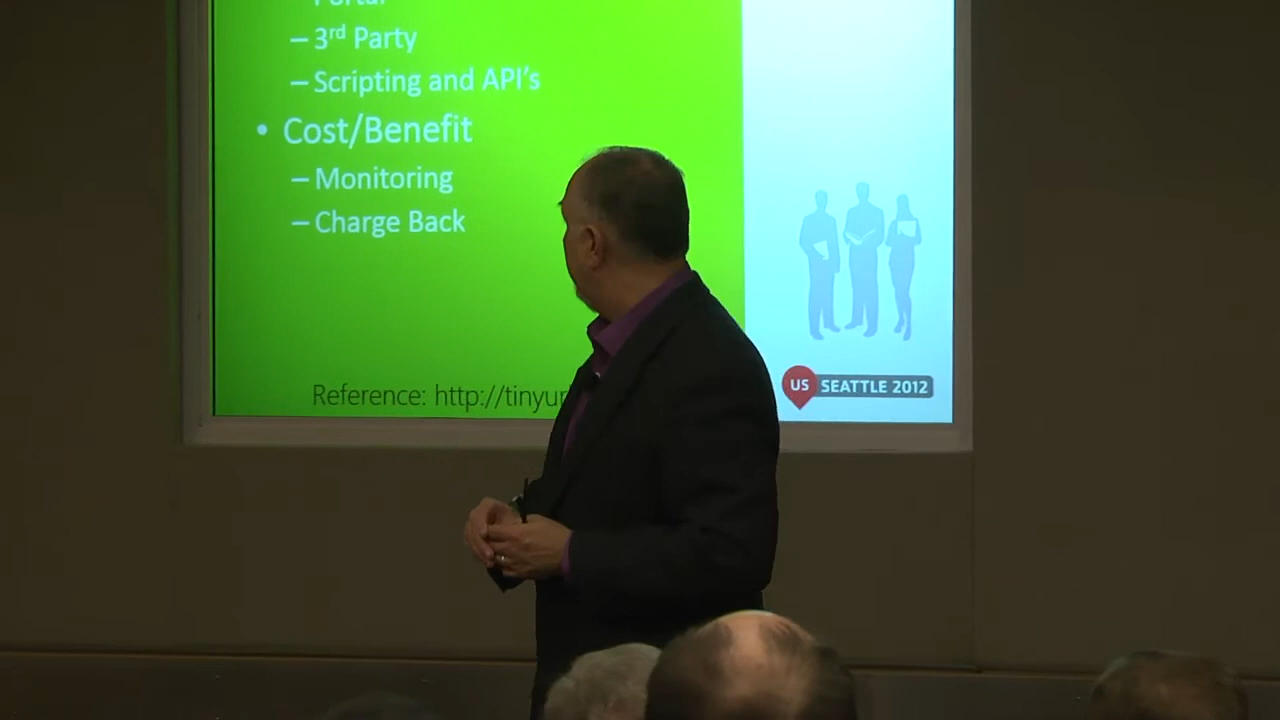 – 3rd Party
– Scripting and API's
• Cost/Benefit
– Monitoring
– Charge Back
Reference: http://tinyur
US SEATTLE 2012